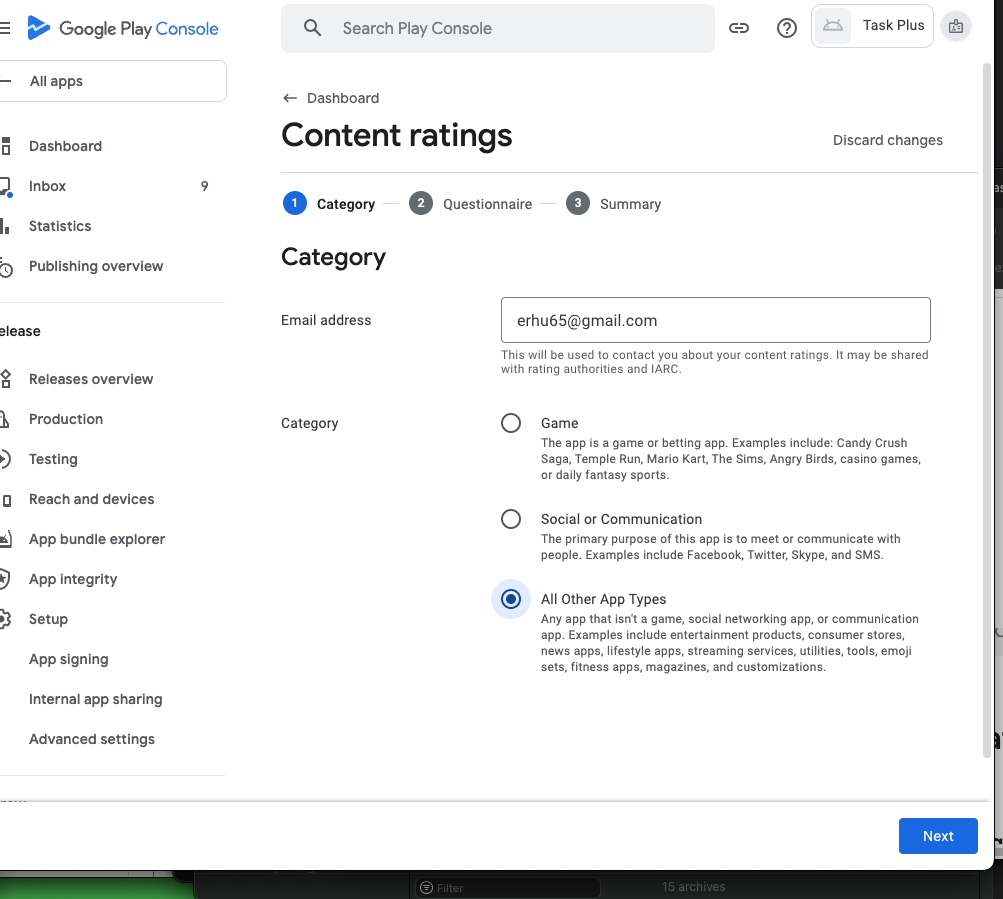 Google Play Console
Search Play Console
Task Plus
All apps
Dashboard
Inbox 9
Statistics
Publishing overview
elease
Releases overview
Production
Testing
Reach and devices
App bundle explorer
App integrity
Setup
App signing
Internal app sharing
Advanced settings
Dashboard
Content ratings
Discard changes
1 Category
2 Questionnaire
3 Summary
Category
Email address
erhu65@gmail.com
This will be used to contact you about your content ratings. It may be shared
with rating authorities and IARC.
Category
Game
The app is a game or betting app. Examples include: Candy Crush
Saga, Temple Run, Mario Kart, The Sims, Angry Birds, casino games,
or daily fantasy sports.
Social or Communication
The primary purpose of this app is to meet or communicate with
people. Examples include Facebook, Twitter, Skype, and SMS.
All Other App Types
Any app that isn't a game, social networking app, or communication
app. Examples include entertainment products, consumer stores,
news apps, lifestyle apps, streaming services, utilities, tools, emoji
sets, fitness apps, magazines, and customizations.
Next
Filter
15 archives